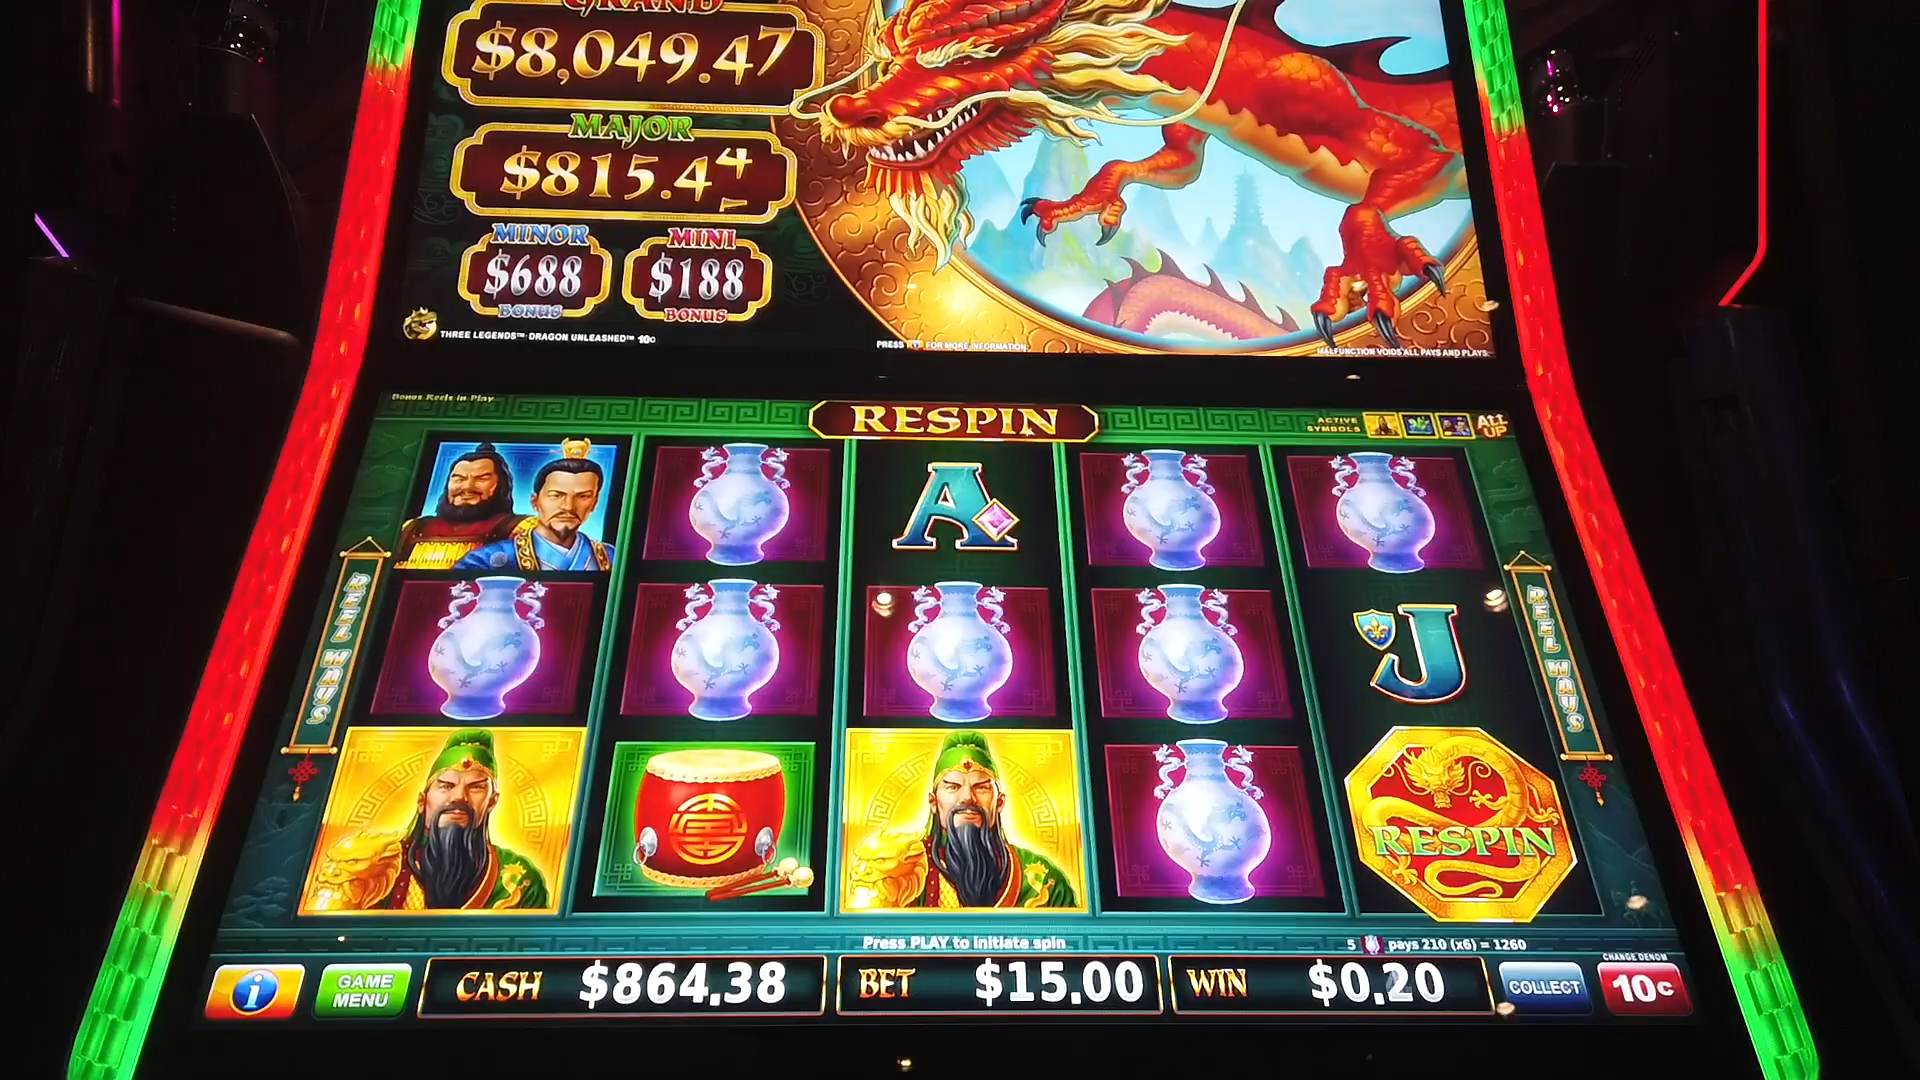 GRAND
$8,049.47
MAJOR
$815.44
MINOR
$688
BONUS
MINI
$188
BONUS
THREE LEGENDS™ DRAGON UNLEASHED™ 10¢
PRESS i FOR MORE INFORMATION.
MALFUNCTION VOIDS ALL PAYS AND PLAYS.
Bonus Reels in Play
RESPIN
ACTIVE SYMBOLS
ALL UP
REEL WAYS
REEL WAYS
A
J
RESPIN
Press PLAY to initiate spin
5 pays 210 (x6) = 1260
CHANGE DENOM
i
GAME MENU
CASH $864.38
BET $15.00
WIN $0.20
COLLECT
10¢